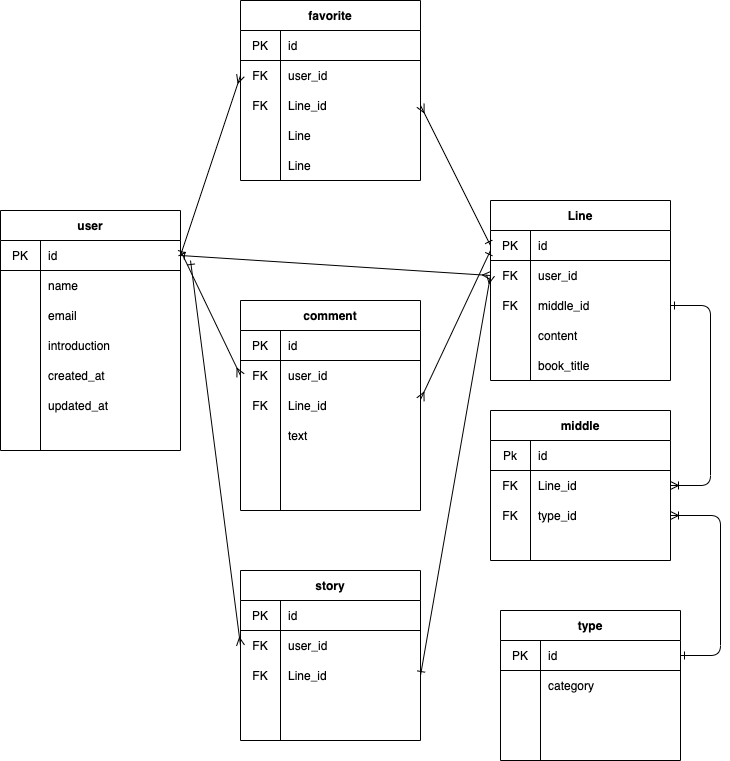 favorite
PK id
FK user_id
FK Line_id
Line
Line
user
PK id
name
email
introduction
created_at
updated_at
Line
PK id
FK user_id
FK middle_id
content
book_title
comment
PK id
FK user_id
FK Line_id
text
middle
Pk id
FK Line_id
FK type_id
story
PK id
FK user_id
FK Line_id
type
PK id
category